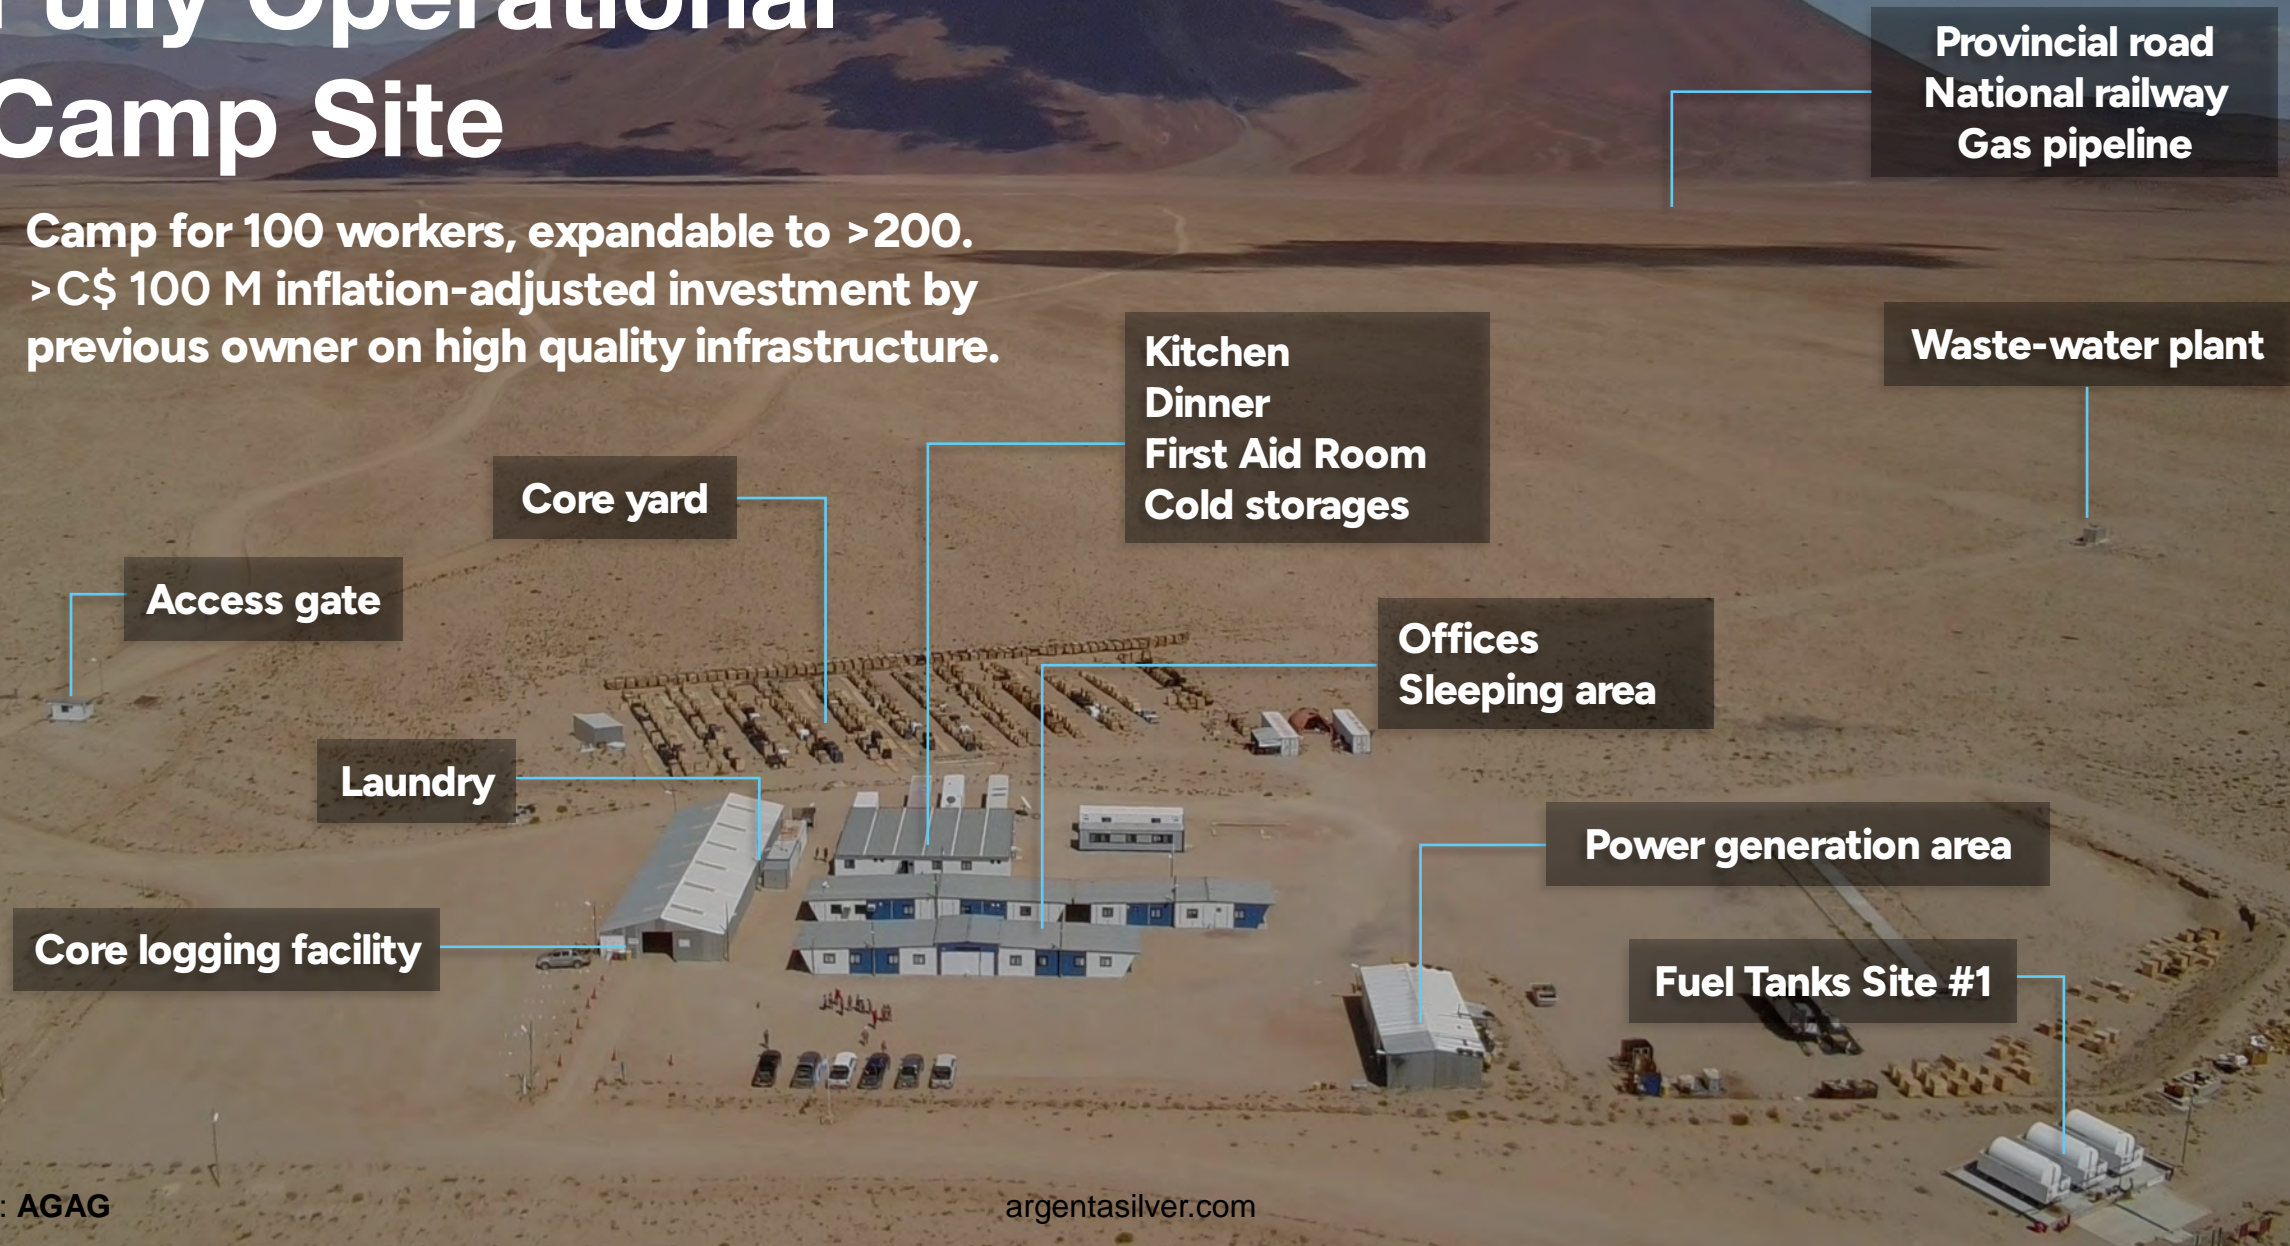 Fully Operational
Camp Site
Camp for 100 workers, expandable to >200.
>C$ 100 M inflation-adjusted investment by
previous owner on high quality infrastructure.
Provincial road
National railway
Gas pipeline
Waste-water plant
Kitchen
Dinner
First Aid Room
Cold storages
Core yard
Access gate
Offices
Sleeping area
Laundry
Power generation area
Core logging facility
Fuel Tanks Site #1
: AGAG
argentasilver.com